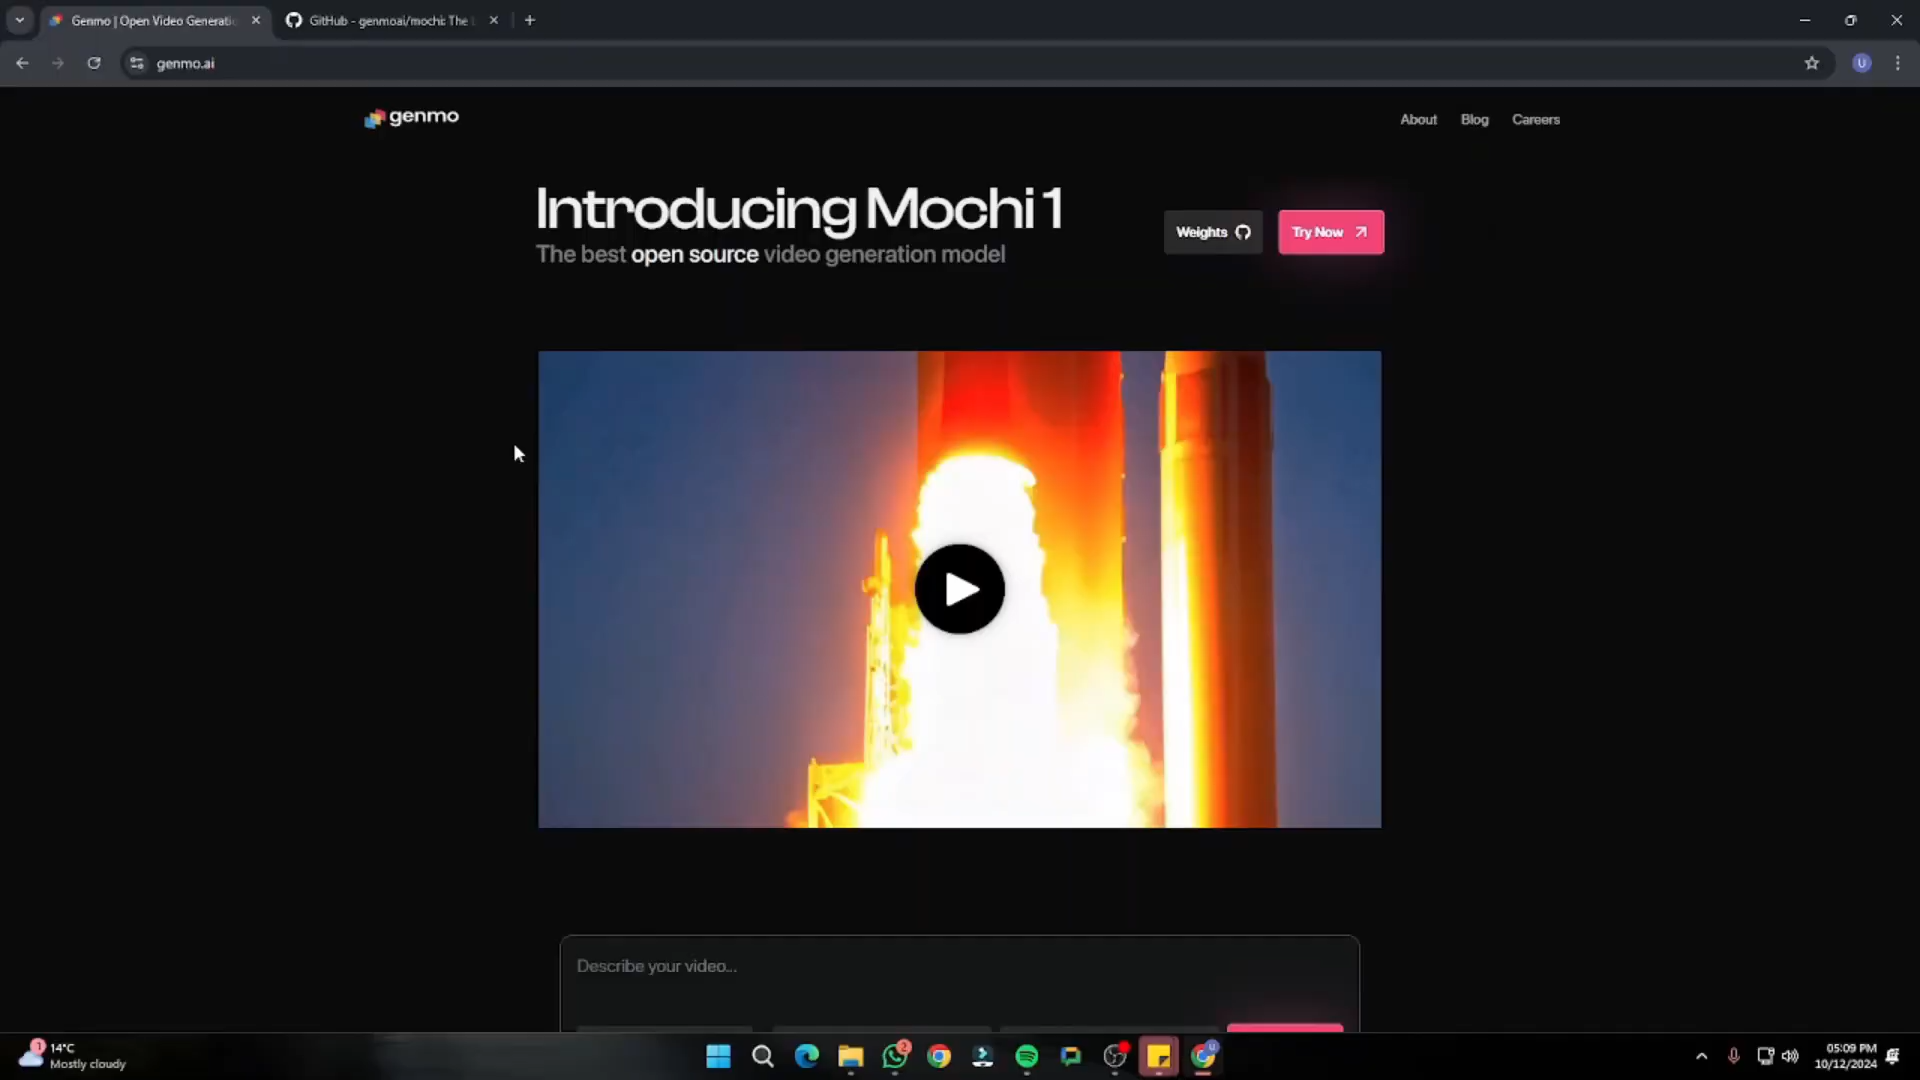 Genmo | Open Video Generati
GitHub - genmoai/mochi: The
genmo.ai
U
genmo
About
Blog
Careers
Introducing Mochi 1
The best open source video generation model
Weights
Try Now
Describe your video...
1
14°C
Mostly cloudy
2
U
05:09 PM
10/12/2024